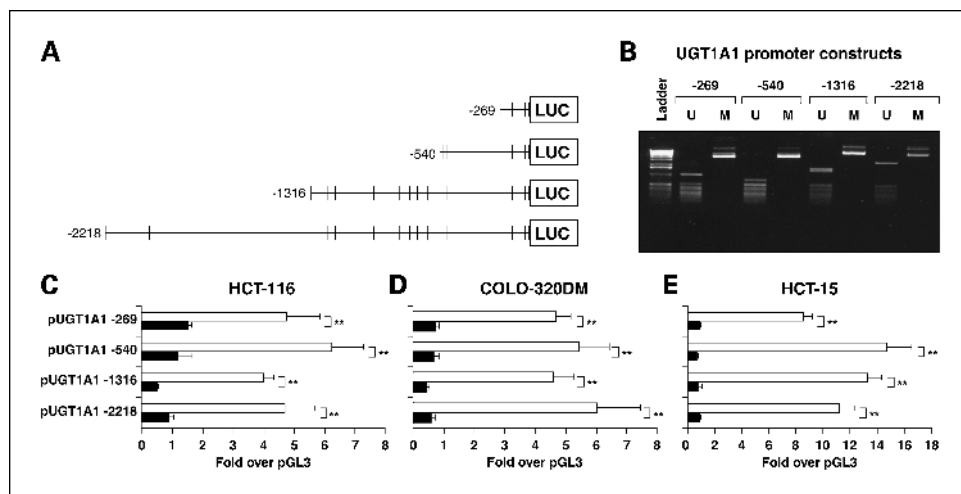 A
-269 LUC
-540 LUC
-1316 LUC
-2218 LUC
B
UGT1A1 promoter constructs
Ladder
-269 -540 -1316 -2218
U M U M U M U M
C HCT-116
pUGT1A1 -269 **
pUGT1A1 -540 **
pUGT1A1 -1316 **
pUGT1A1 -2218 **
0 1 2 3 4 5 6 7 8
Fold over pGL3
D COLO-320DM
**
**
**
**
0 1 2 3 4 5 6 7 8
Fold over pGL3
E HCT-15
**
**
**
**
0 2 4 6 8 10 12 14 16 18
Fold over pGL3